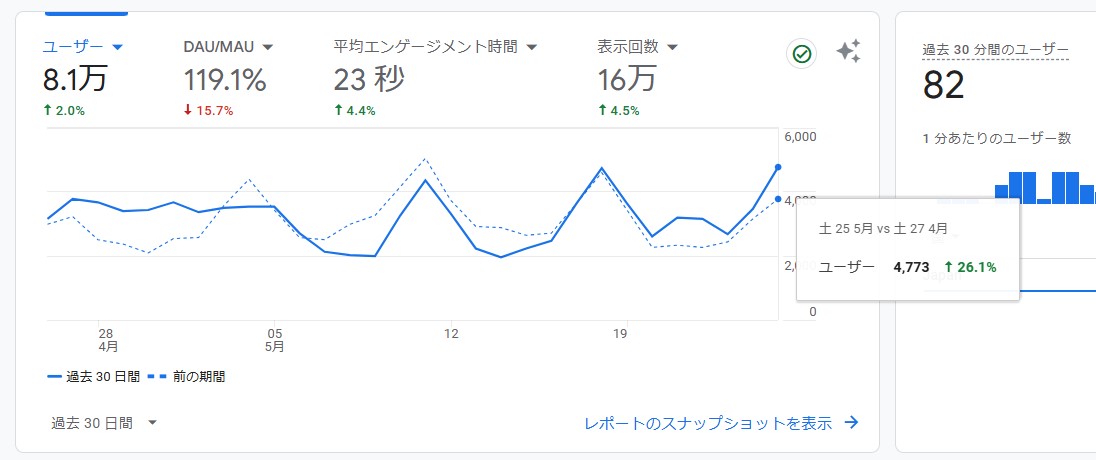 ユーザー
DAU/MAU
平均エンゲージメント時間
表示回数
8.1万
119.1%
23 秒
16万
↑ 2.0%
↓ 15.7%
↑ 4.4%
↑ 4.5%
6,000
4,000
2,0
0
28
4月
05
5月
12
19
過去 30 日間
前の期間
過去 30 日間
レポートのスナップショットを表示 →
過去 30 分間のユーザー
82
1 分あたりのユーザー数
土 25 5月 vs 土 27 4月
ユーザー 4,773 ↑ 26.1%